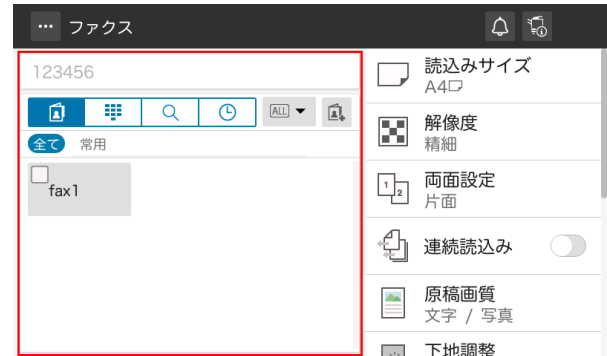 ファクス
123456
ALL
全て 常用
fax1
読込みサイズ
A4
解像度
精細
1 2
両面設定
片面
連続読込み
原稿画質
文字 / 写真
下地調整